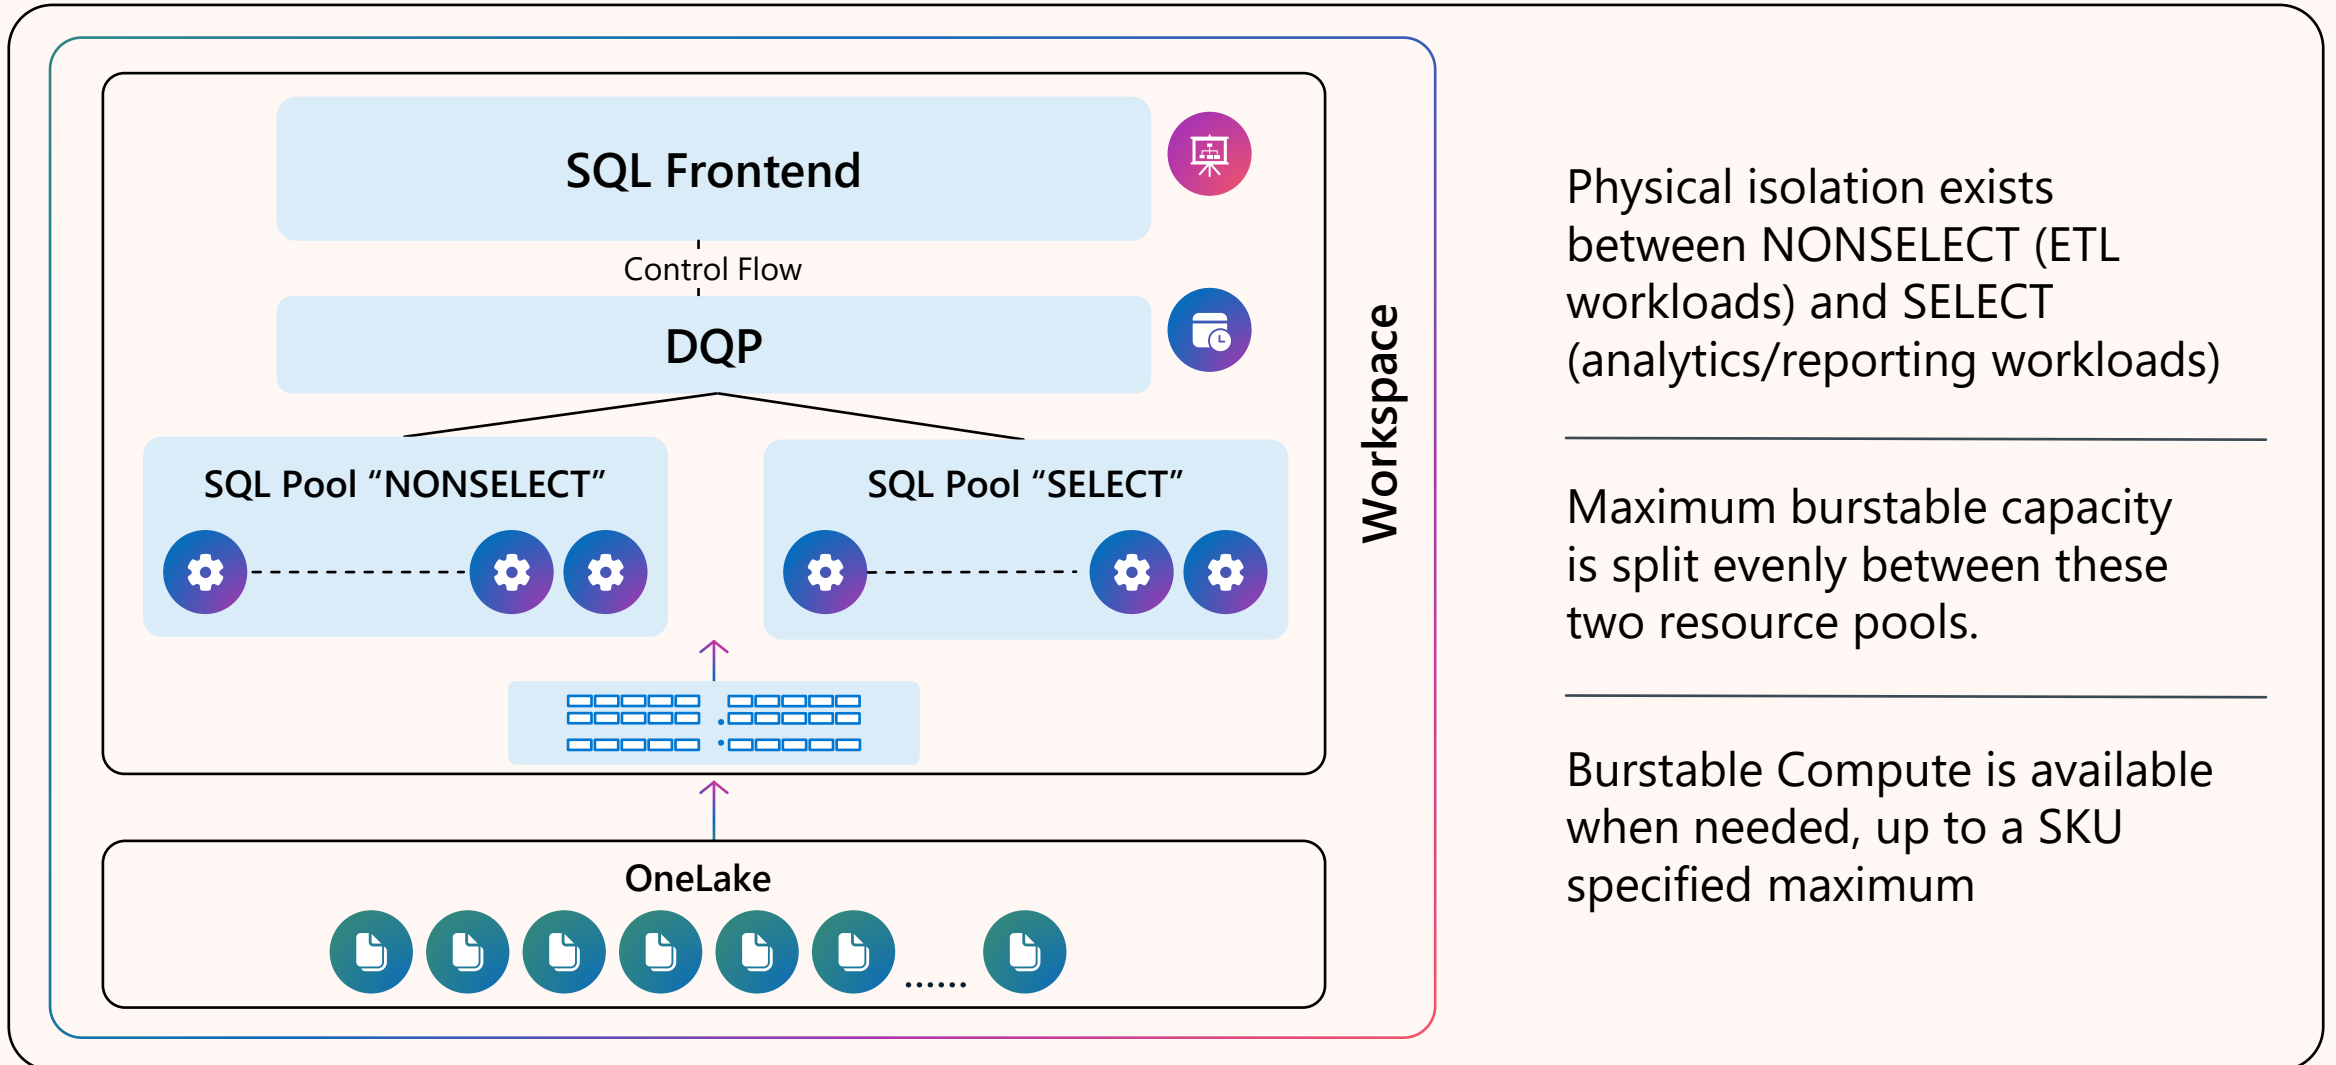 SQL Frontend
Control Flow
DQP
SQL Pool “NONSELECT”
SQL Pool “SELECT”
OneLake
......
Workspace
Physical isolation exists
between NONSELECT (ETL
workloads) and SELECT
(analytics/reporting workloads)
Maximum burstable capacity
is split evenly between these
two resource pools.
Burstable Compute is available
when needed, up to a SKU
specified maximum